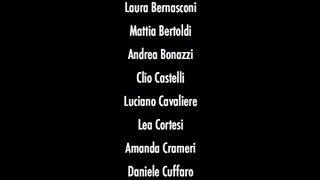 Laura Bernasconi
Mattia Bertoldi
Andrea Bonazzi
Clio Castelli
Luciano Cavaliere
Lea Cortesi
Amanda Crameri
Daniele Cuffaro